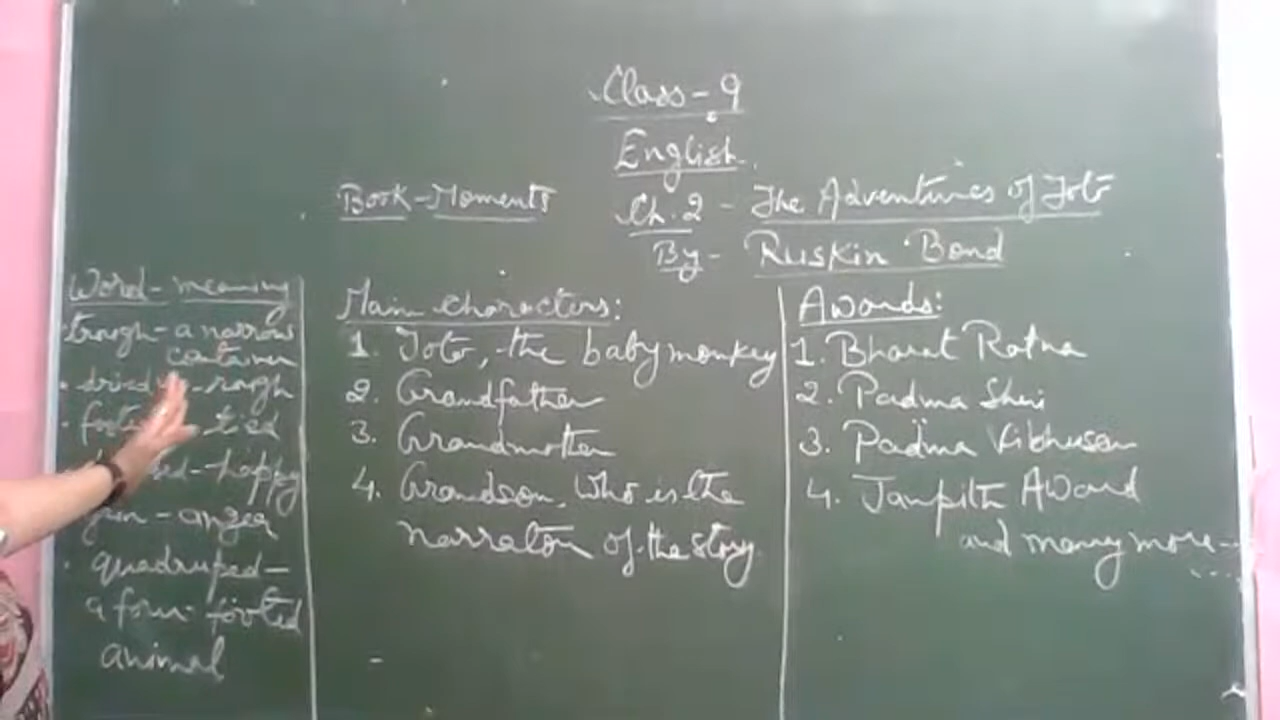 Class - 9
English.
Book - Moments
Ch. 2 - The Adventures of Toto
By - Ruskin Bond
Word - meaning
trough - a narrow
container
dried - rough
tied
happy
anger
quadruped -
a four footed
animal
Main characters:
1. Toto, the baby monkey
2. Grandfather
3. Grandmother
4. Grandson, who is the
narrator of the story
Awards:
1. Bharat Ratna
2. Padma Shri
3. Padma Vibhusan
4. Janpith Award
and many more ---